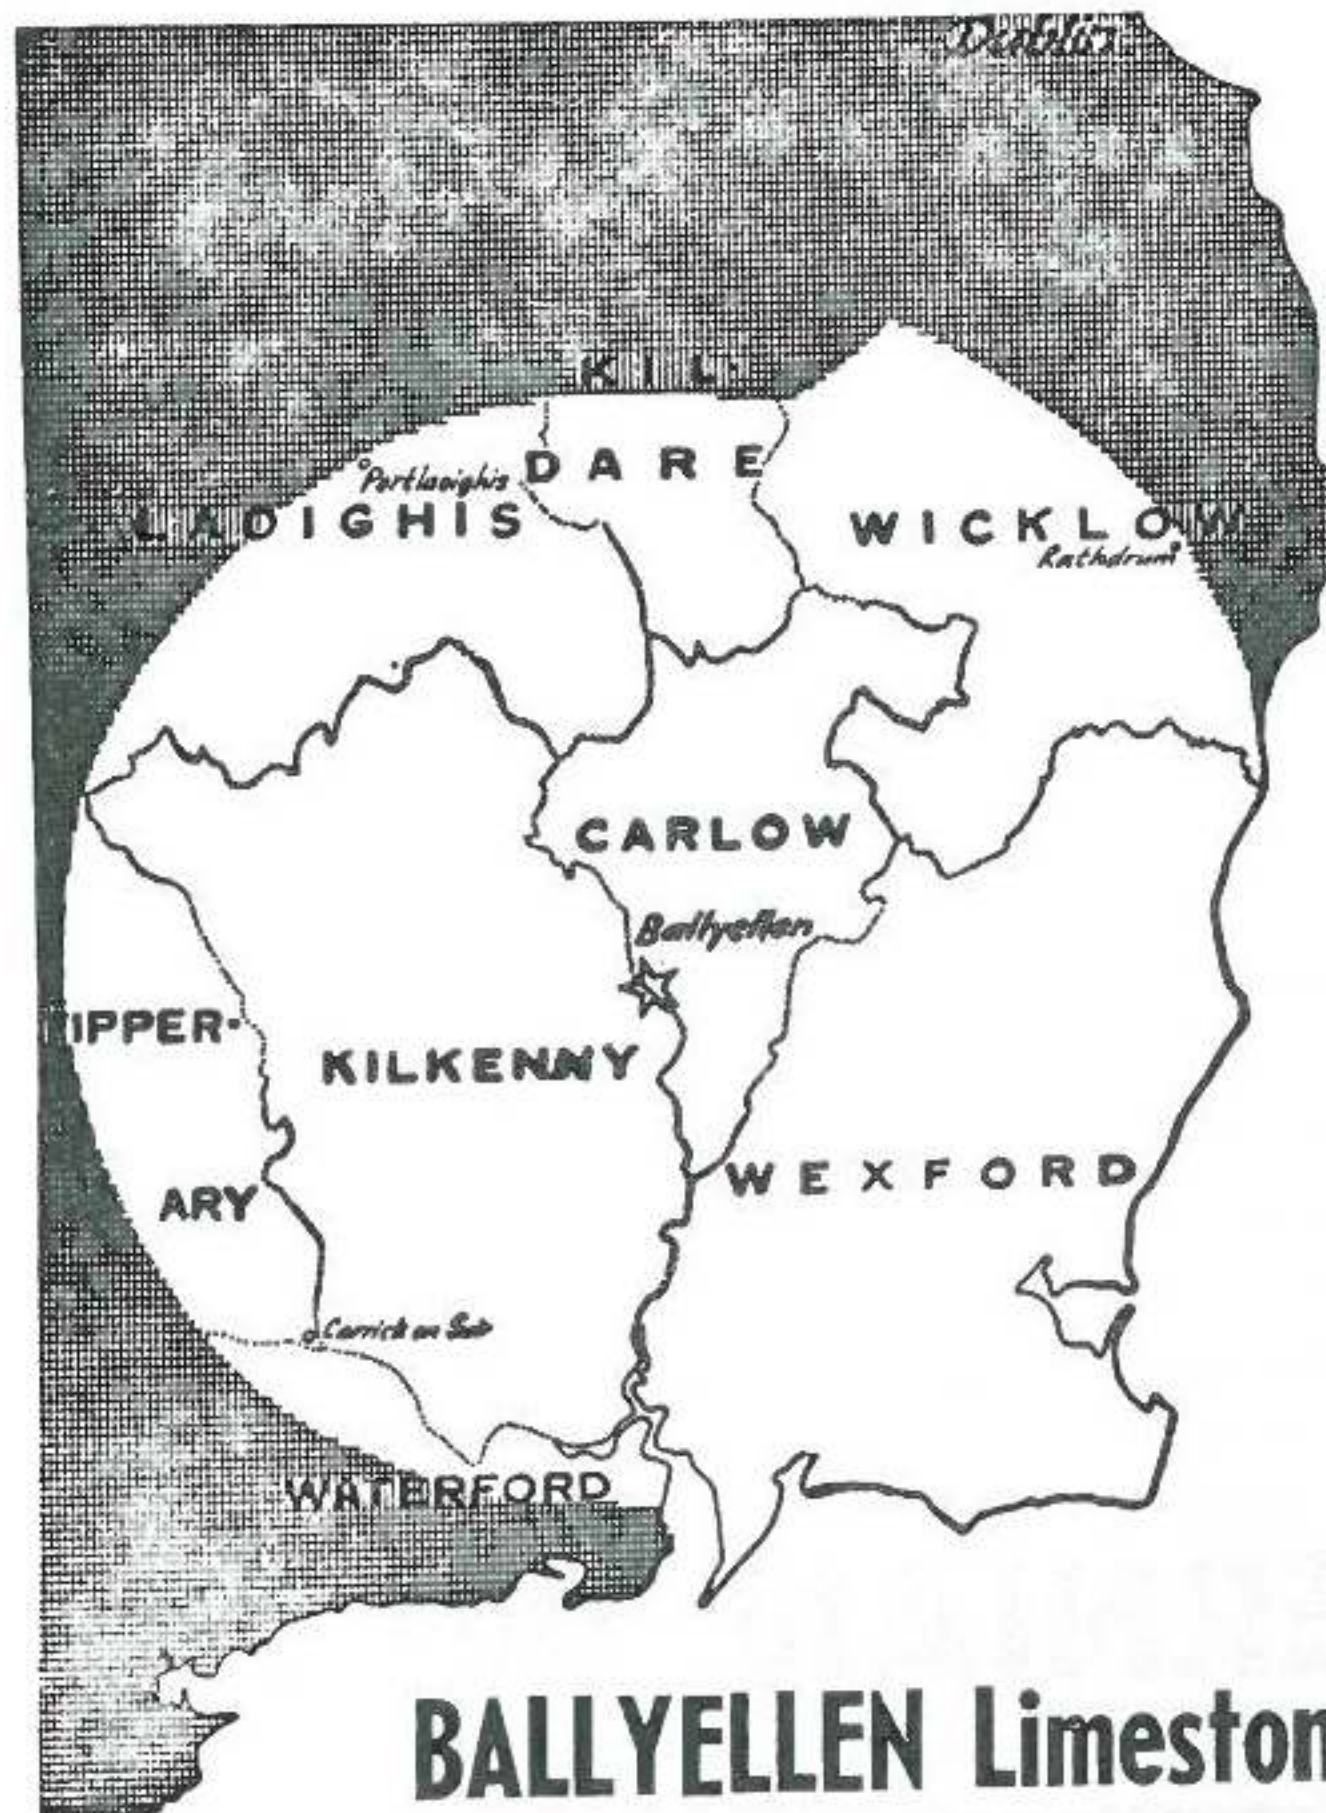 Dublin
KIL-
DARE
Portlaoighis
LAOIGHIS
WICKLOW
Rathdrum
CARLOW
Ballyellen
TIPPER-
KILKENNY
WEXFORD
ARY
Carrick on Suir
WATERFORD
BALLYELLEN Limeston